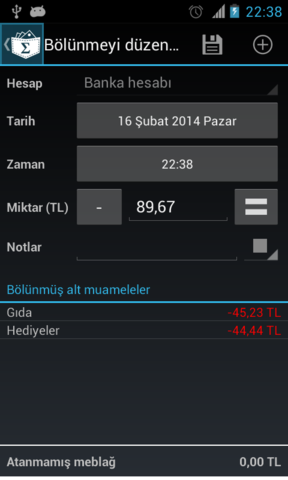 22:38
Σ Bölünmeyi düzen...
Hesap Banka hesabı
Tarih 16 Şubat 2014 Pazar
Zaman 22:38
Miktar (TL) - 89,67 =
Notlar
Bölünmüş alt muameleler
Gıda -45,23 TL
Hediyeler -44,44 TL
Atanmamış meblağ 0,00 TL